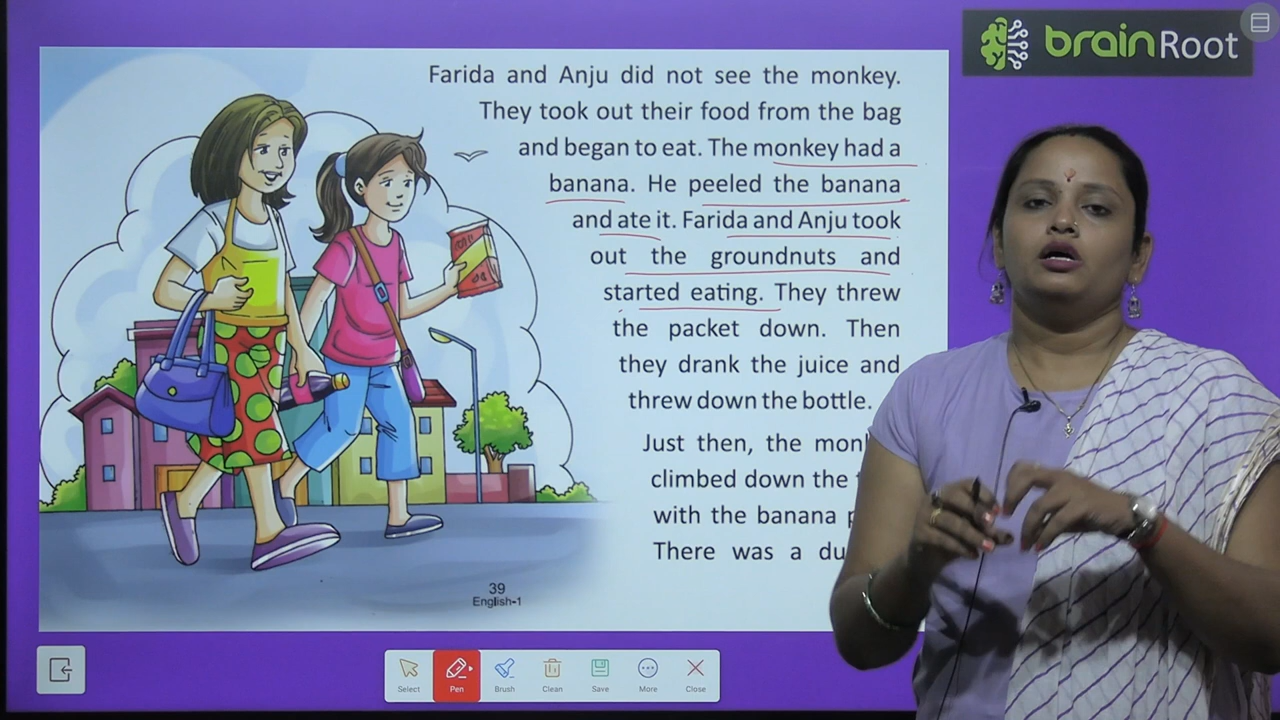 brainRoot
Farida and Anju did not see the monkey.
They took out their food from the bag
and began to eat. The monkey had a
banana. He peeled the banana
and ate it. Farida and Anju took
out the groundnuts and
started eating. They threw
the packet down. Then
they drank the juice and
threw down the bottle.
Just then, the
climbed down the
with the banana
There was a
39
English-1
Select
Pen
Brush
Clean
Save
More
Close